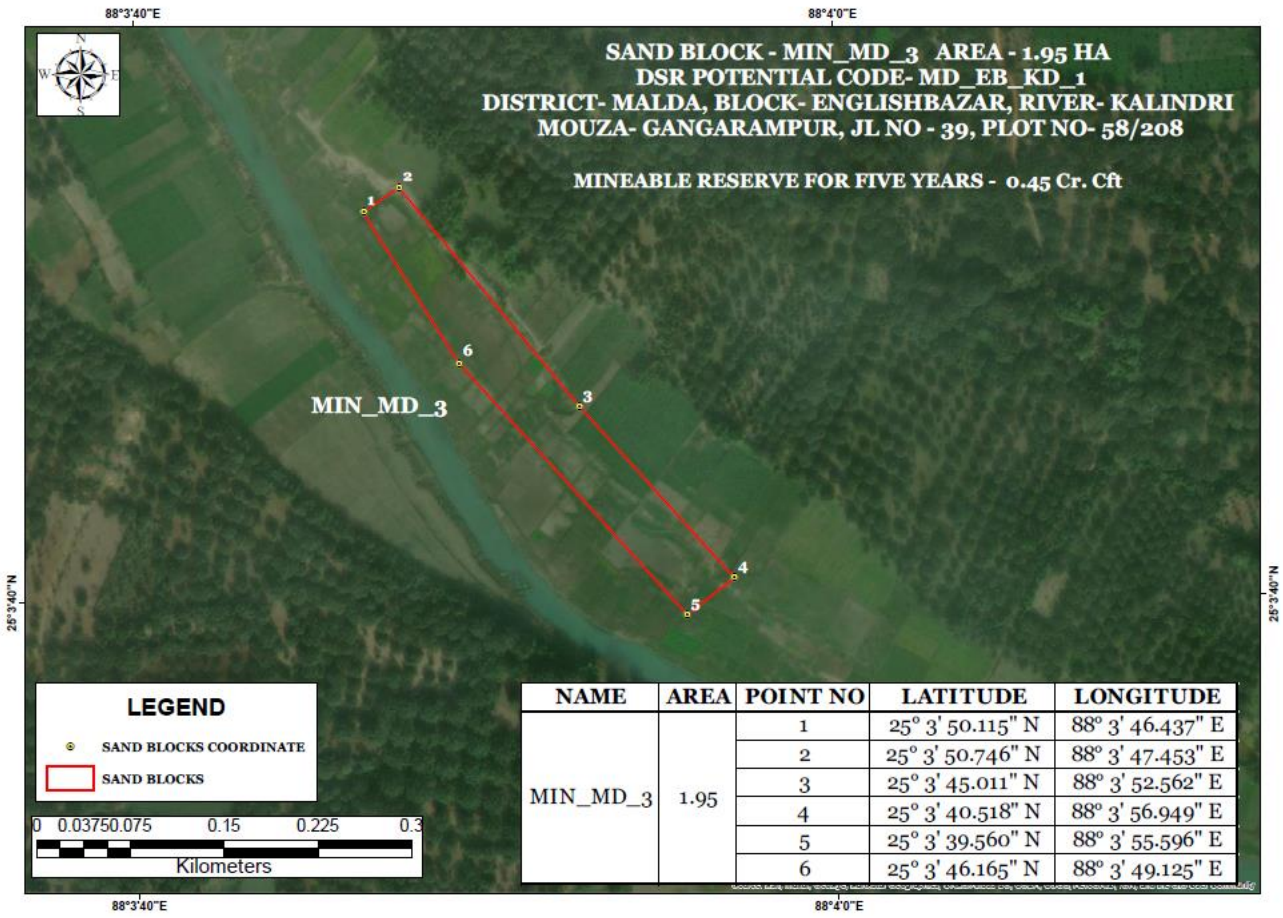 88°3'40"E 88°4'0"E
N
W E
S
SAND BLOCK - MIN_MD_3 AREA - 1.95 HA
DSR POTENTIAL CODE- MD_EB_KD_1
DISTRICT- MALDA, BLOCK- ENGLISHBAZAR, RIVER- KALINDRI
MOUZA- GANGARAMPUR, JL NO - 39, PLOT NO- 58/208
MINEABLE RESERVE FOR FIVE YEARS - 0.45 Cr. Cft
2
1
6
3
MIN_MD_3
4
5
25°3'40"N 25°3'40"N
LEGEND
SAND BLOCKS COORDINATE
SAND BLOCKS
0 0.0375 0.075 0.15 0.225 0.3
Kilometers
NAME AREA POINT NO LATITUDE LONGITUDE
1 25° 3' 50.115" N 88° 3' 46.437" E
2 25° 3' 50.746" N 88° 3' 47.453" E
3 25° 3' 45.011" N 88° 3' 52.562" E
MIN_MD_3 1.95
4 25° 3' 40.518" N 88° 3' 56.949" E
5 25° 3' 39.560" N 88° 3' 55.596" E
6 25° 3' 46.165" N 88° 3' 49.125" E
88°3'40"E 88°4'0"E